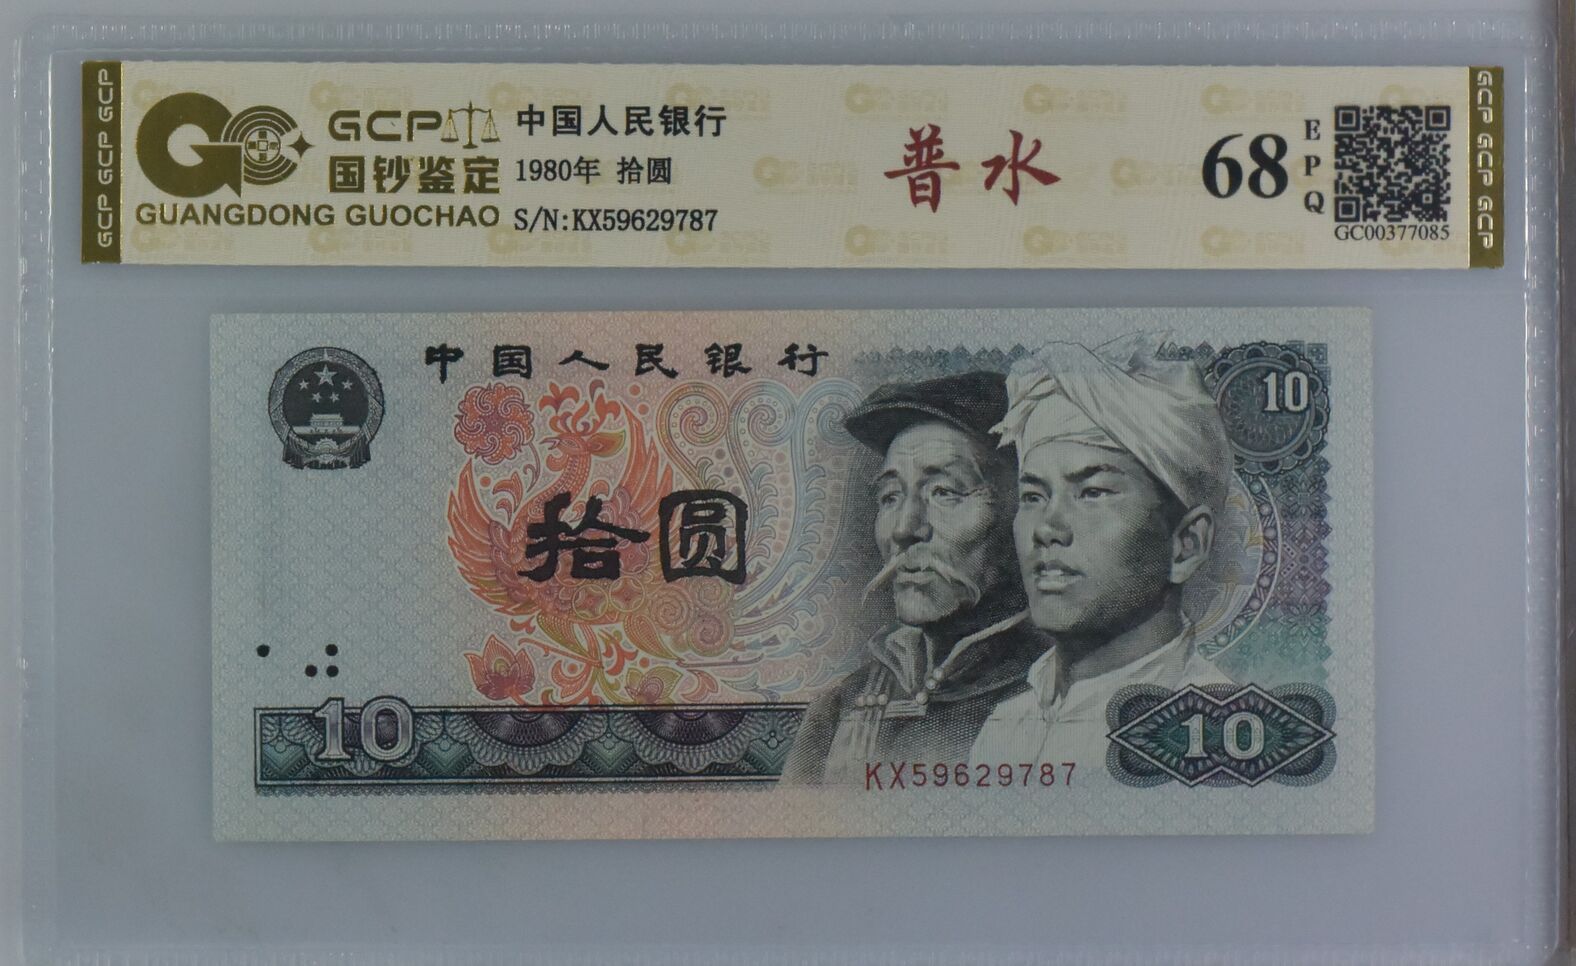 GCP GCP GCP
GCP
国钞鉴定
GUANGDONG GUOCHAO
中国人民银行
1980年 拾圆
S/N:KX59629787
普水
68
EPQ
GC00377085
GCP GCP GCP
中国人民银行
10
拾圆
10
10
KX59629787